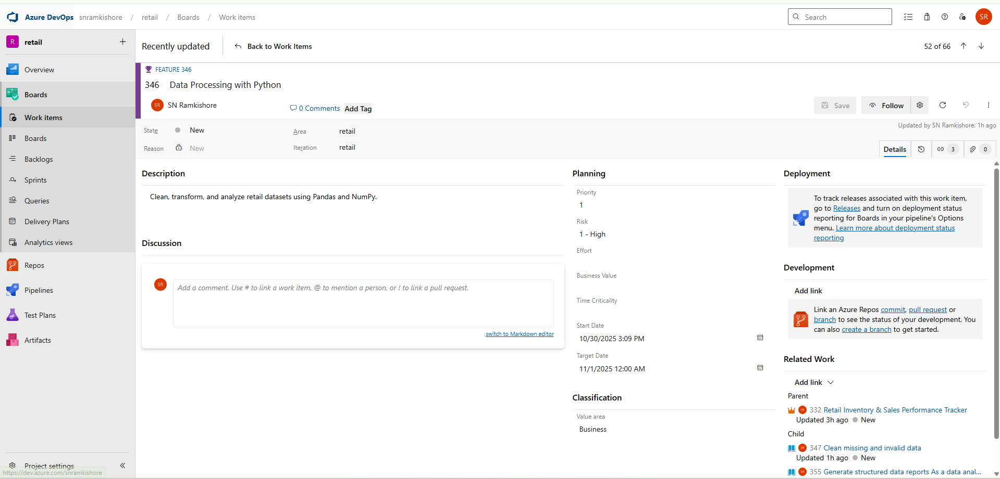 Azure DevOps snramkishore / retail / Boards / Work items
Search
SR
R retail
Overview
Boards
Work items
Boards
Backlogs
Sprints
Queries
Delivery Plans
Analytics views
Repos
Pipelines
Test Plans
Artifacts
Project settings
https://dev.azure.com/snramkishore
Recently updated
Back to Work Items
52 of 66
FEATURE 346
346 Data Processing with Python
SR SN Ramkishore
0 Comments
Add Tag
Save
Follow
Updated by SN Ramkishore: 1h ago
State New
Area retail
Reason New
Iteration retail
Details
3
0
Description
Clean, transform, and analyze retail datasets using Pandas and NumPy.
Discussion
SR
Add a comment. Use # to link a work item, @ to mention a person, or ! to link a pull request.
switch to Markdown editor
Planning
Priority
1
Risk
1 - High
Effort
Business Value
Time Criticality
Start Date
10/30/2025 3:09 PM
Target Date
11/1/2025 12:00 AM
Classification
Value area
Business
Deployment
To track releases associated with this work item,
go to Releases and turn on deployment status
reporting for Boards in your pipeline's Options
menu. Learn more about deployment status
reporting
Development
Add link
Link an Azure Repos commit, pull request or
branch to see the status of your development. You
can also create a branch to get started.
Related Work
Add link
Parent
SR 332 Retail Inventory & Sales Performance Tracker
Updated 3h ago New
Child
SR 347 Clean missing and invalid data
Updated 1h ago New
SR 355 Generate structured data reports As a data anal...